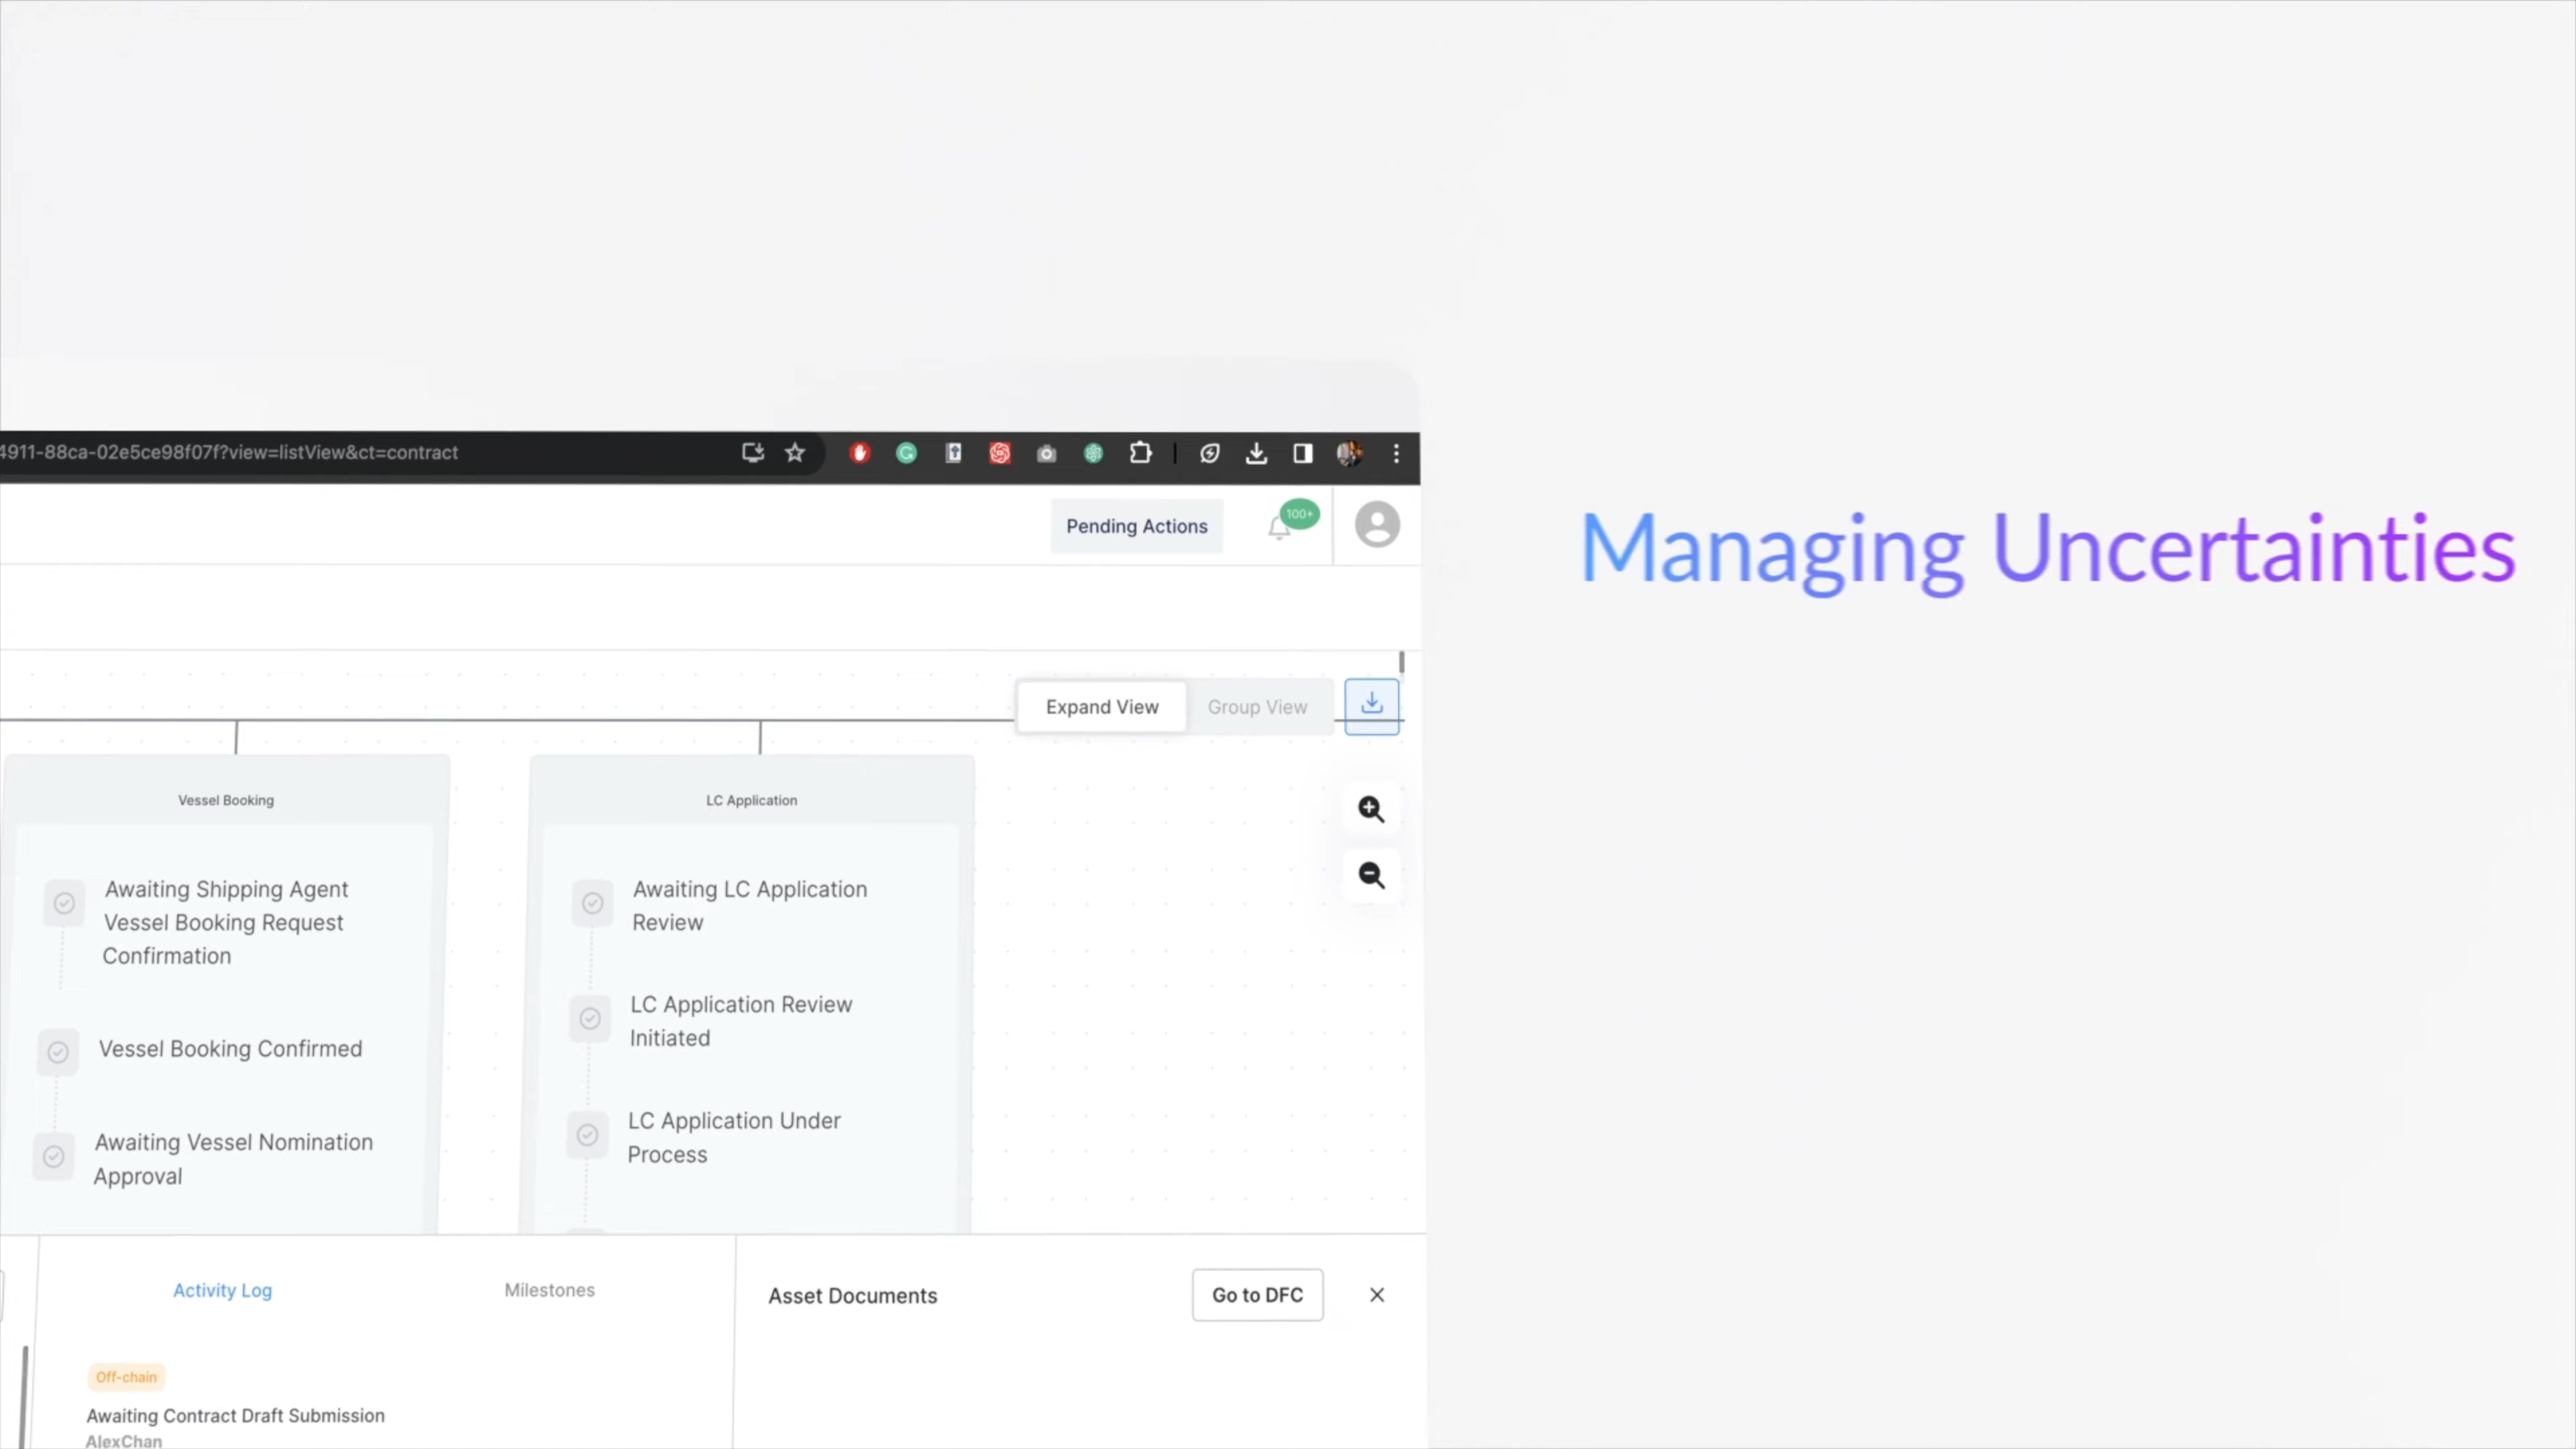 4911-88ca-02e5ce98f07f?view=listView&ct=contract
Pending Actions
100+
Managing Uncertainties
Expand View
Group View
Vessel Booking
Awaiting Shipping Agent
Vessel Booking Request
Confirmation
Vessel Booking Confirmed
Awaiting Vessel Nomination
Approval
LC Application
Awaiting LC Application
Review
LC Application Review
Initiated
LC Application Under
Process
Activity Log
Milestones
Off-chain
Awaiting Contract Draft Submission
AlexChan
Asset Documents
Go to DFC